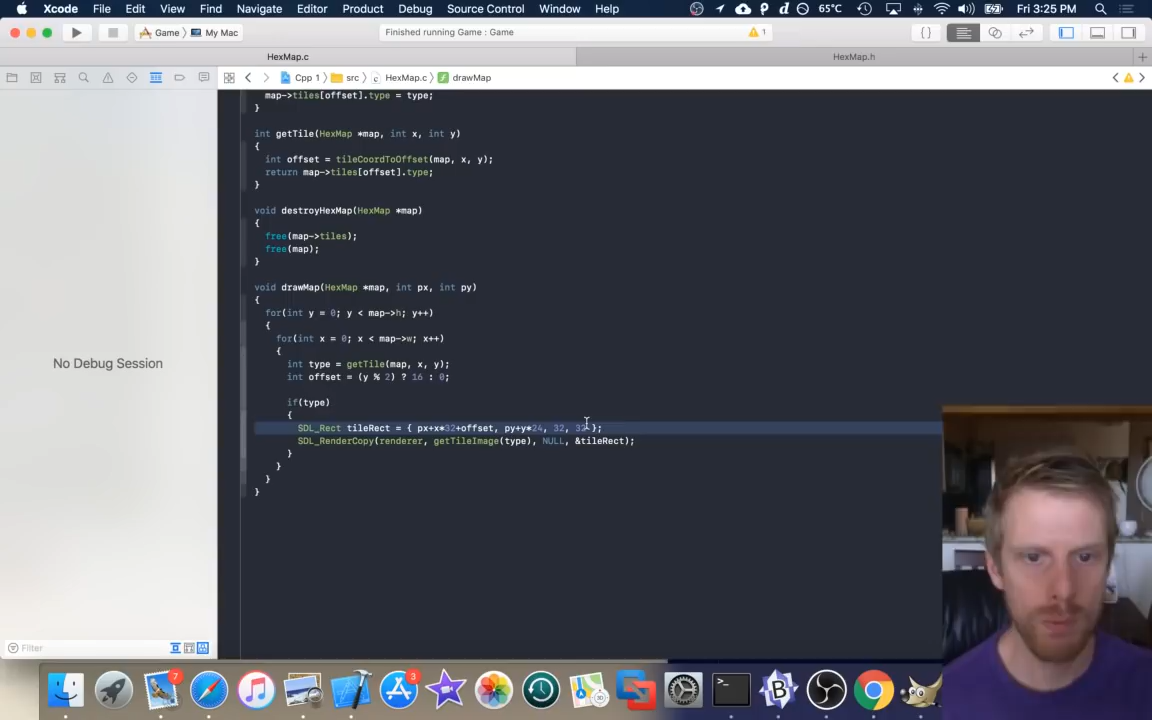 Xcode File Edit View Find Navigate Editor Product Debug Source Control Window Help 65°C Fri 3:25 PM
Game My Mac Finished running Game : Game 1
HexMap.c HexMap.h
Cpp 1 src HexMap.c drawMap
map->tiles[offset].type = type;
}
int getTile(HexMap *map, int x, int y)
{
int offset = tileCoordToOffset(map, x, y);
return map->tiles[offset].type;
}
void destroyHexMap(HexMap *map)
{
free(map->tiles);
free(map);
}
void drawMap(HexMap *map, int px, int py)
{
for(int y = 0; y < map->h; y++)
{
for(int x = 0; x < map->w; x++)
{
No Debug Session
int type = getTile(map, x, y);
int offset = (y % 2) ? 16 : 0;
if(type)
{
SDL_Rect tileRect = { px+x*32+offset, py+y*24, 32, 32 };
SDL_RenderCopy(renderer, getTileImage(type), NULL, &tileRect);
}
}
}
}
Filter
7
3